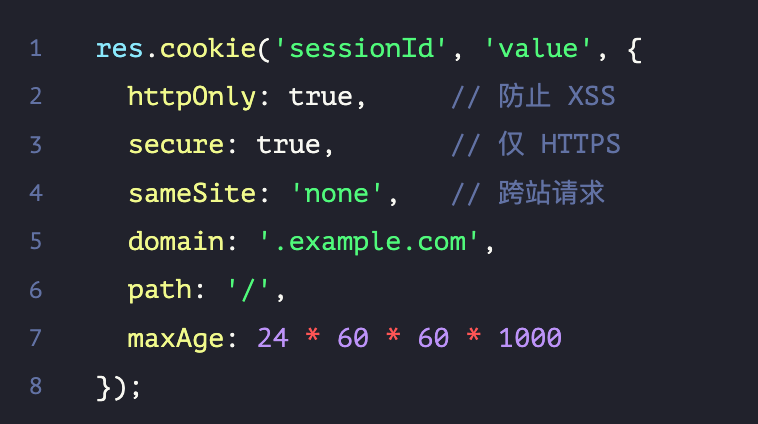 1 res.cookie('sessionId', 'value', {
2 httpOnly: true, // 防止 XSS
3 secure: true, // 仅 HTTPS
4 sameSite: 'none', // 跨站请求
5 domain: '.example.com',
6 path: '/',
7 maxAge: 24 * 60 * 60 * 1000
8 });